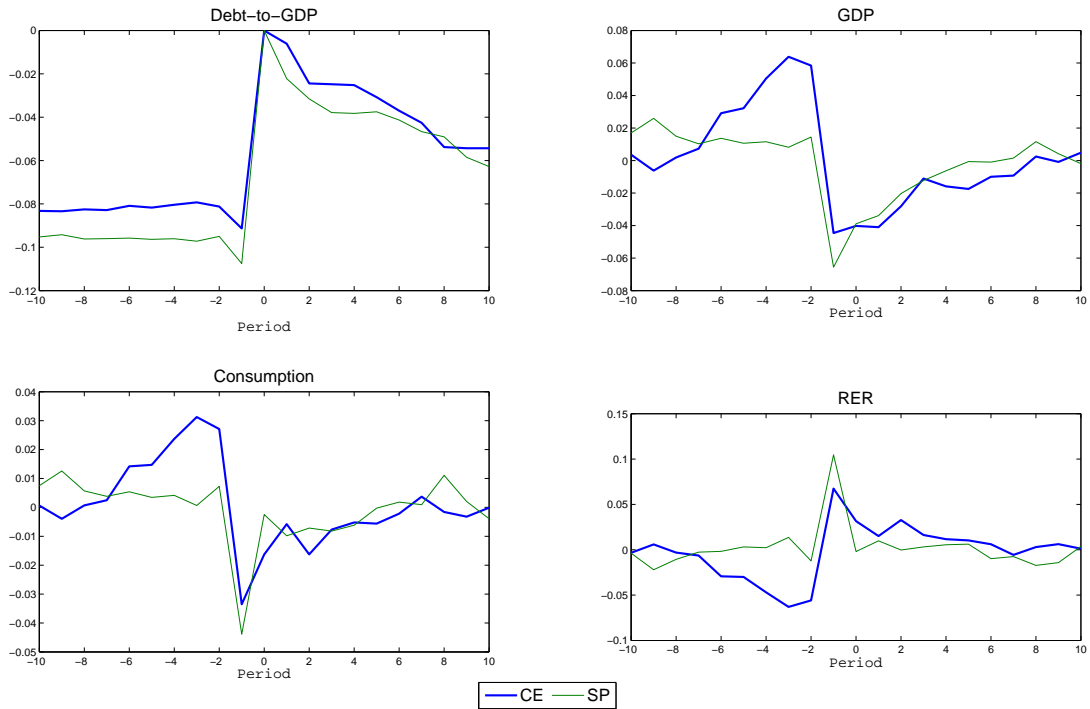 Debt−to−GDP
0
−0.02
−0.04
−0.06
−0.08
−0.1
−0.12
−10 −8 −6 −4 −2 0 2 4 6 8 10
Period
GDP
0.08
0.06
0.04
0.02
0
−0.02
−0.04
−0.06
−0.08
−10 −8 −6 −4 −2 0 2 4 6 8 10
Period
Consumption
0.04
0.03
0.02
0.01
0
−0.01
−0.02
−0.03
−0.04
−0.05
−10 −8 −6 −4 −2 0 2 4 6 8 10
Period
RER
0.15
0.1
0.05
0
−0.05
−0.1
−10 −8 −6 −4 −2 0 2 4 6 8 10
Period
CE SP